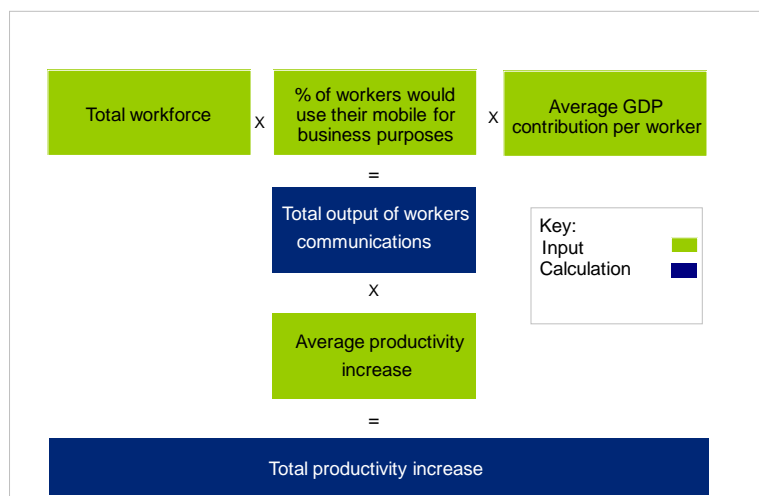 Total workforce
X
% of workers would
use their mobile for
business purposes
X
Average GDP
contribution per worker
=
Total output of workers
communications
Key:
Input
Calculation
X
Average productivity
increase
=
Total productivity increase